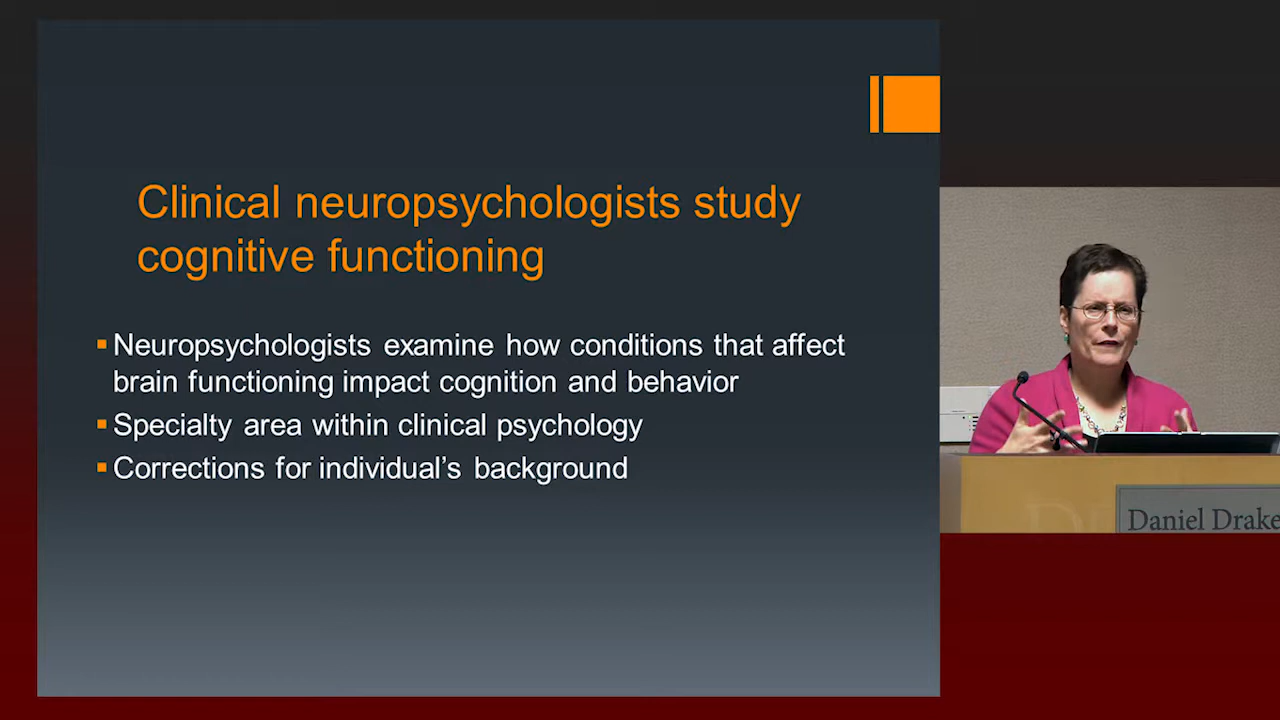 Clinical neuropsychologists study
cognitive functioning
Neuropsychologists examine how conditions that affect
brain functioning impact cognition and behavior
Specialty area within clinical psychology
Corrections for individual's background
Daniel Drake